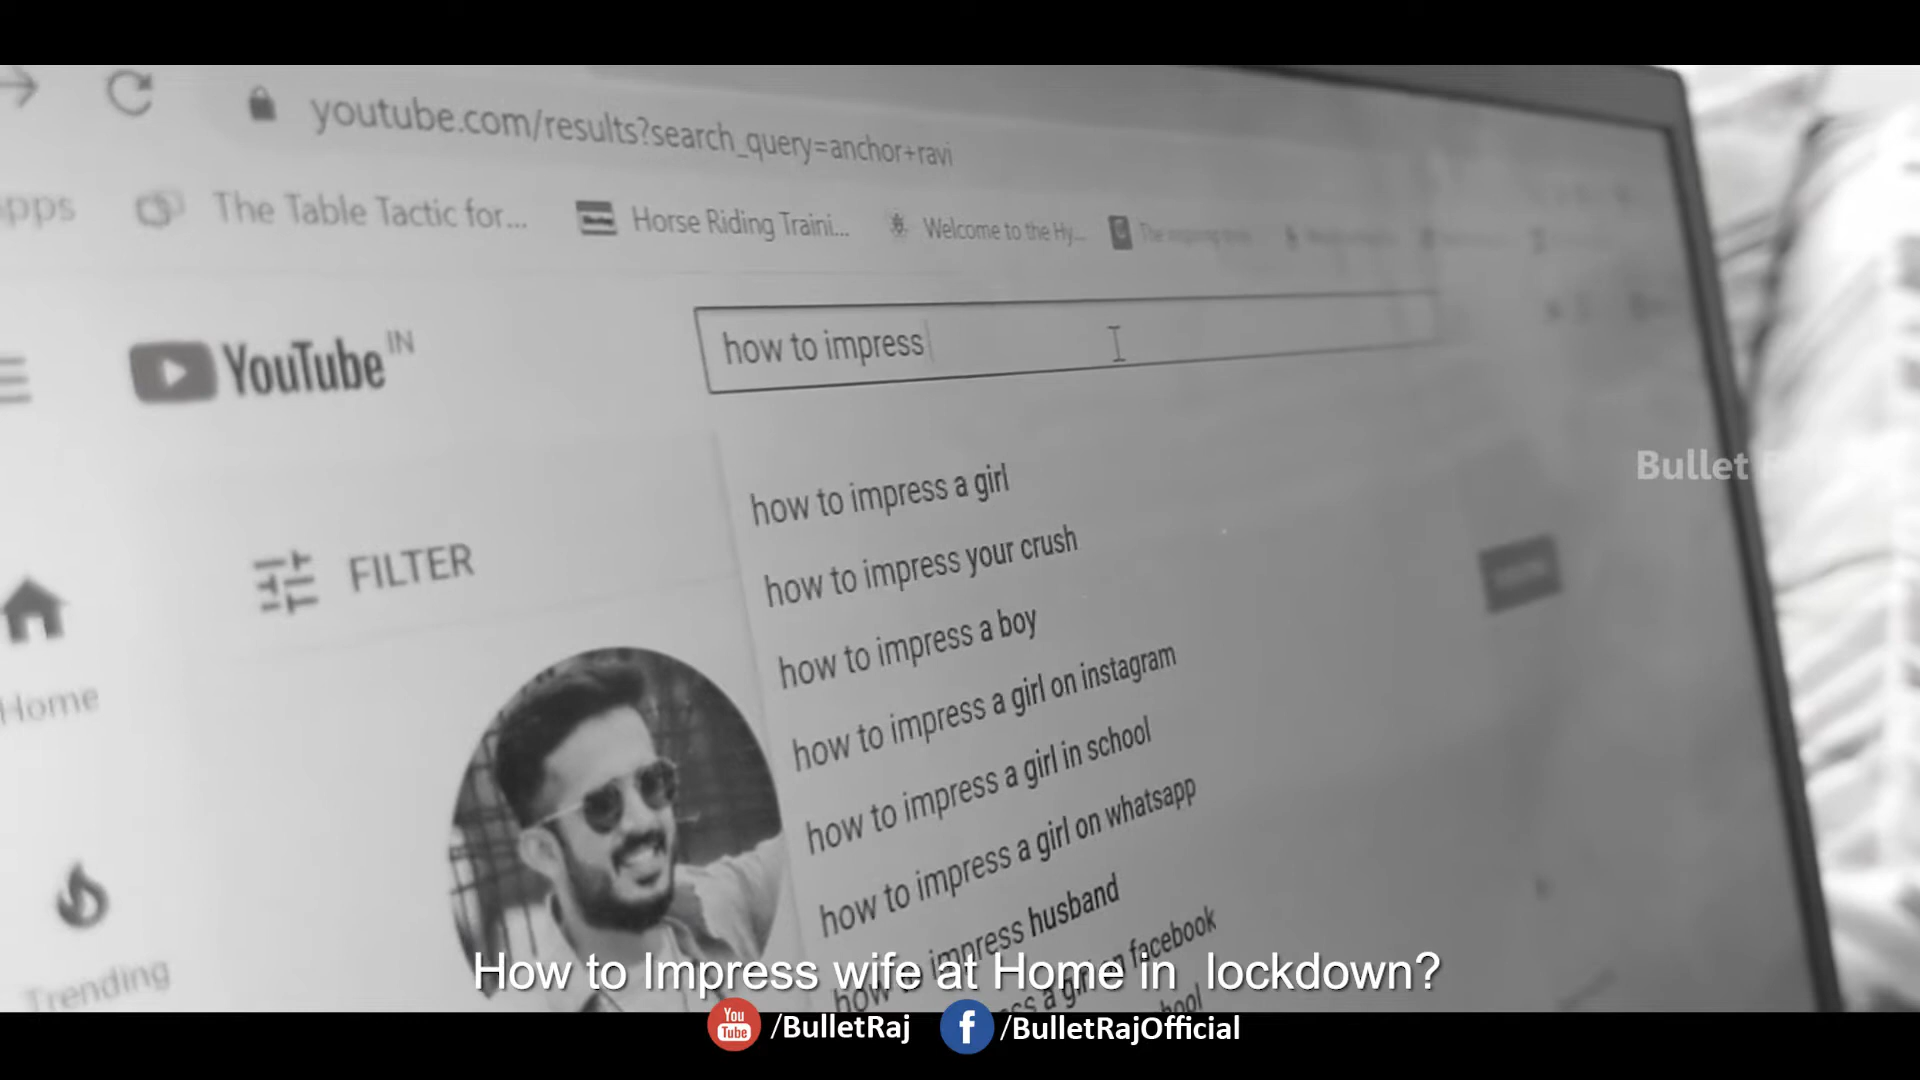 youtube.com/results?search_query=anchor+ravi
pps
The Table Tactic for...
Horse Riding Traini...
Welcome to the Hy...
YouTube IN
how to impress
how to impress a girl
how to impress your crush
how to impress a boy
how to impress a girl on instagram
how to impress a girl in school
how to impress a girl on whatsapp
how to impress husband
FILTER
Home
Trending
Bullet
How to Impress wife at Home in lockdown?
You Tube /BulletRaj
f /BulletRajOfficial